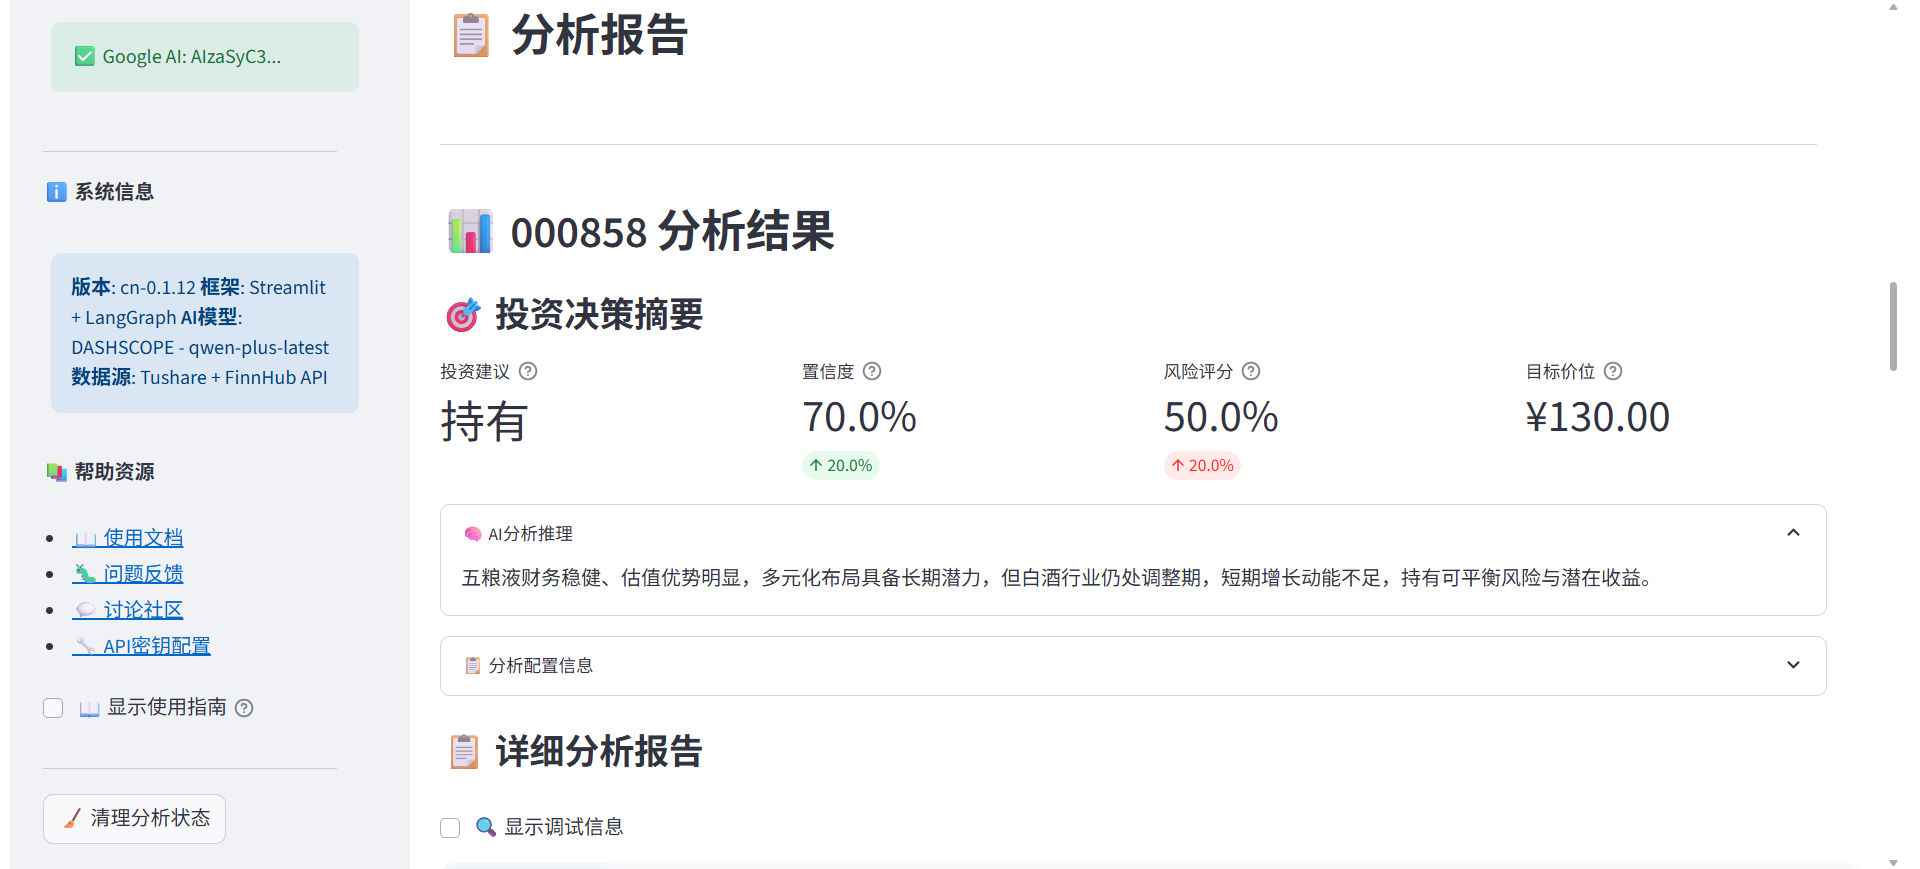 Google AI: AIzaSyC3...
系统信息
版本: cn-0.1.12 框架: Streamlit
+ LangGraph AI模型:
DASHSCOPE - qwen-plus-latest
数据源: Tushare + FinnHub API
帮助资源
使用文档
问题反馈
讨论社区
API密钥配置
显示使用指南
清理分析状态
分析报告
000858 分析结果
投资决策摘要
投资建议
持有
置信度
70.0%
↑ 20.0%
风险评分
50.0%
↑ 20.0%
目标价位
¥130.00
AI分析推理
五粮液财务稳健、估值优势明显，多元化布局具备长期潜力，但白酒行业仍处调整期，短期增长动能不足，持有可平衡风险与潜在收益。
分析配置信息
详细分析报告
显示调试信息